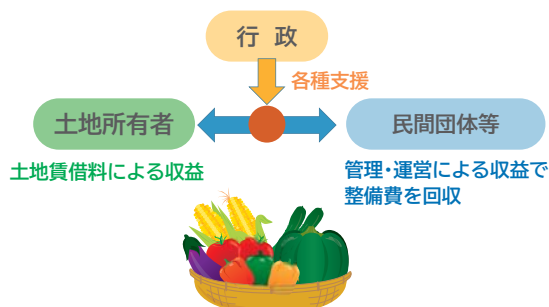 行 政
各種支援
土地所有者
民間団体等
土地賃借料による収益
管理・運営による収益で
整備費を回収